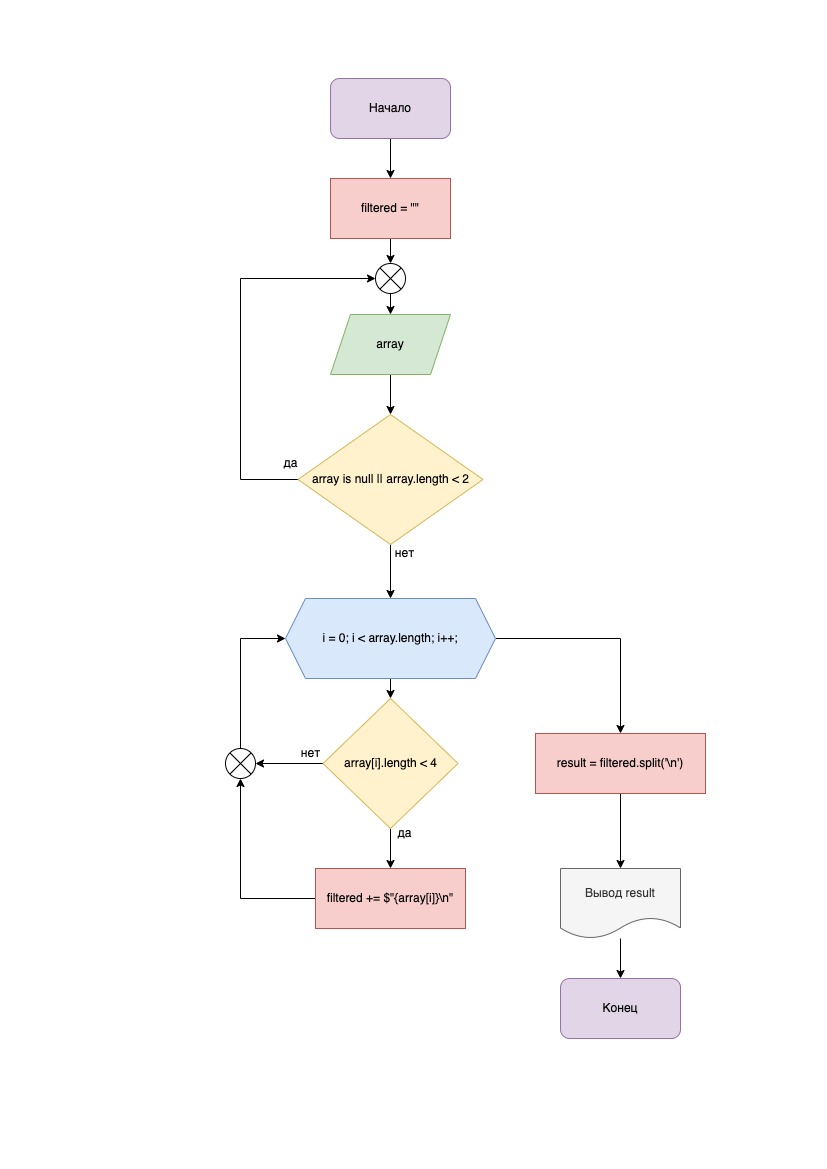 Начало
filtered = ""
array
да
array is null || array.length < 2
нет
i = 0; i < array.length; i++;
нет
array[i].length < 4
result = filtered.split('\n')
да
filtered += $"{array[i]}\n"
Вывод result
Конец